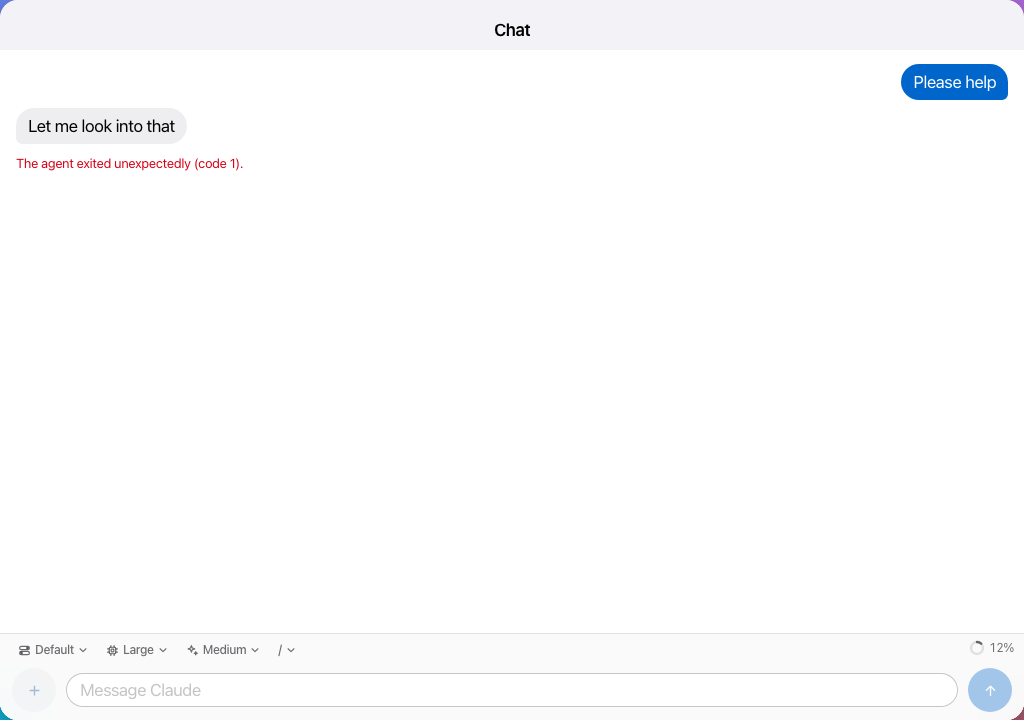 Chat
Please help
Let me look into that
The agent exited unexpectedly (code 1).
Default
Large
Medium
/
12%
Message Claude